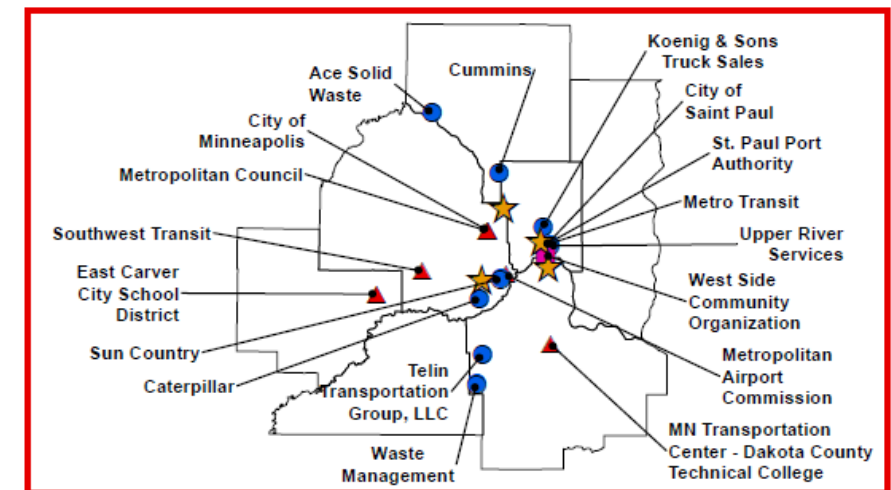 Ace Solid
Waste
City of
Minneapolis
Metropolitan Council
Southwest Transit
East Carver
City School
District
Sun Country
Caterpillar
Telin
Transportation
Group, LLC
Waste
Management
Cummins
Koenig & Sons
Truck Sales
City of
Saint Paul
St. Paul Port
Authority
Metro Transit
Upper River
Services
West Side
Community
Organization
Metropolitan
Airport
Commission
MN Transportation
Center - Dakota County
Technical College